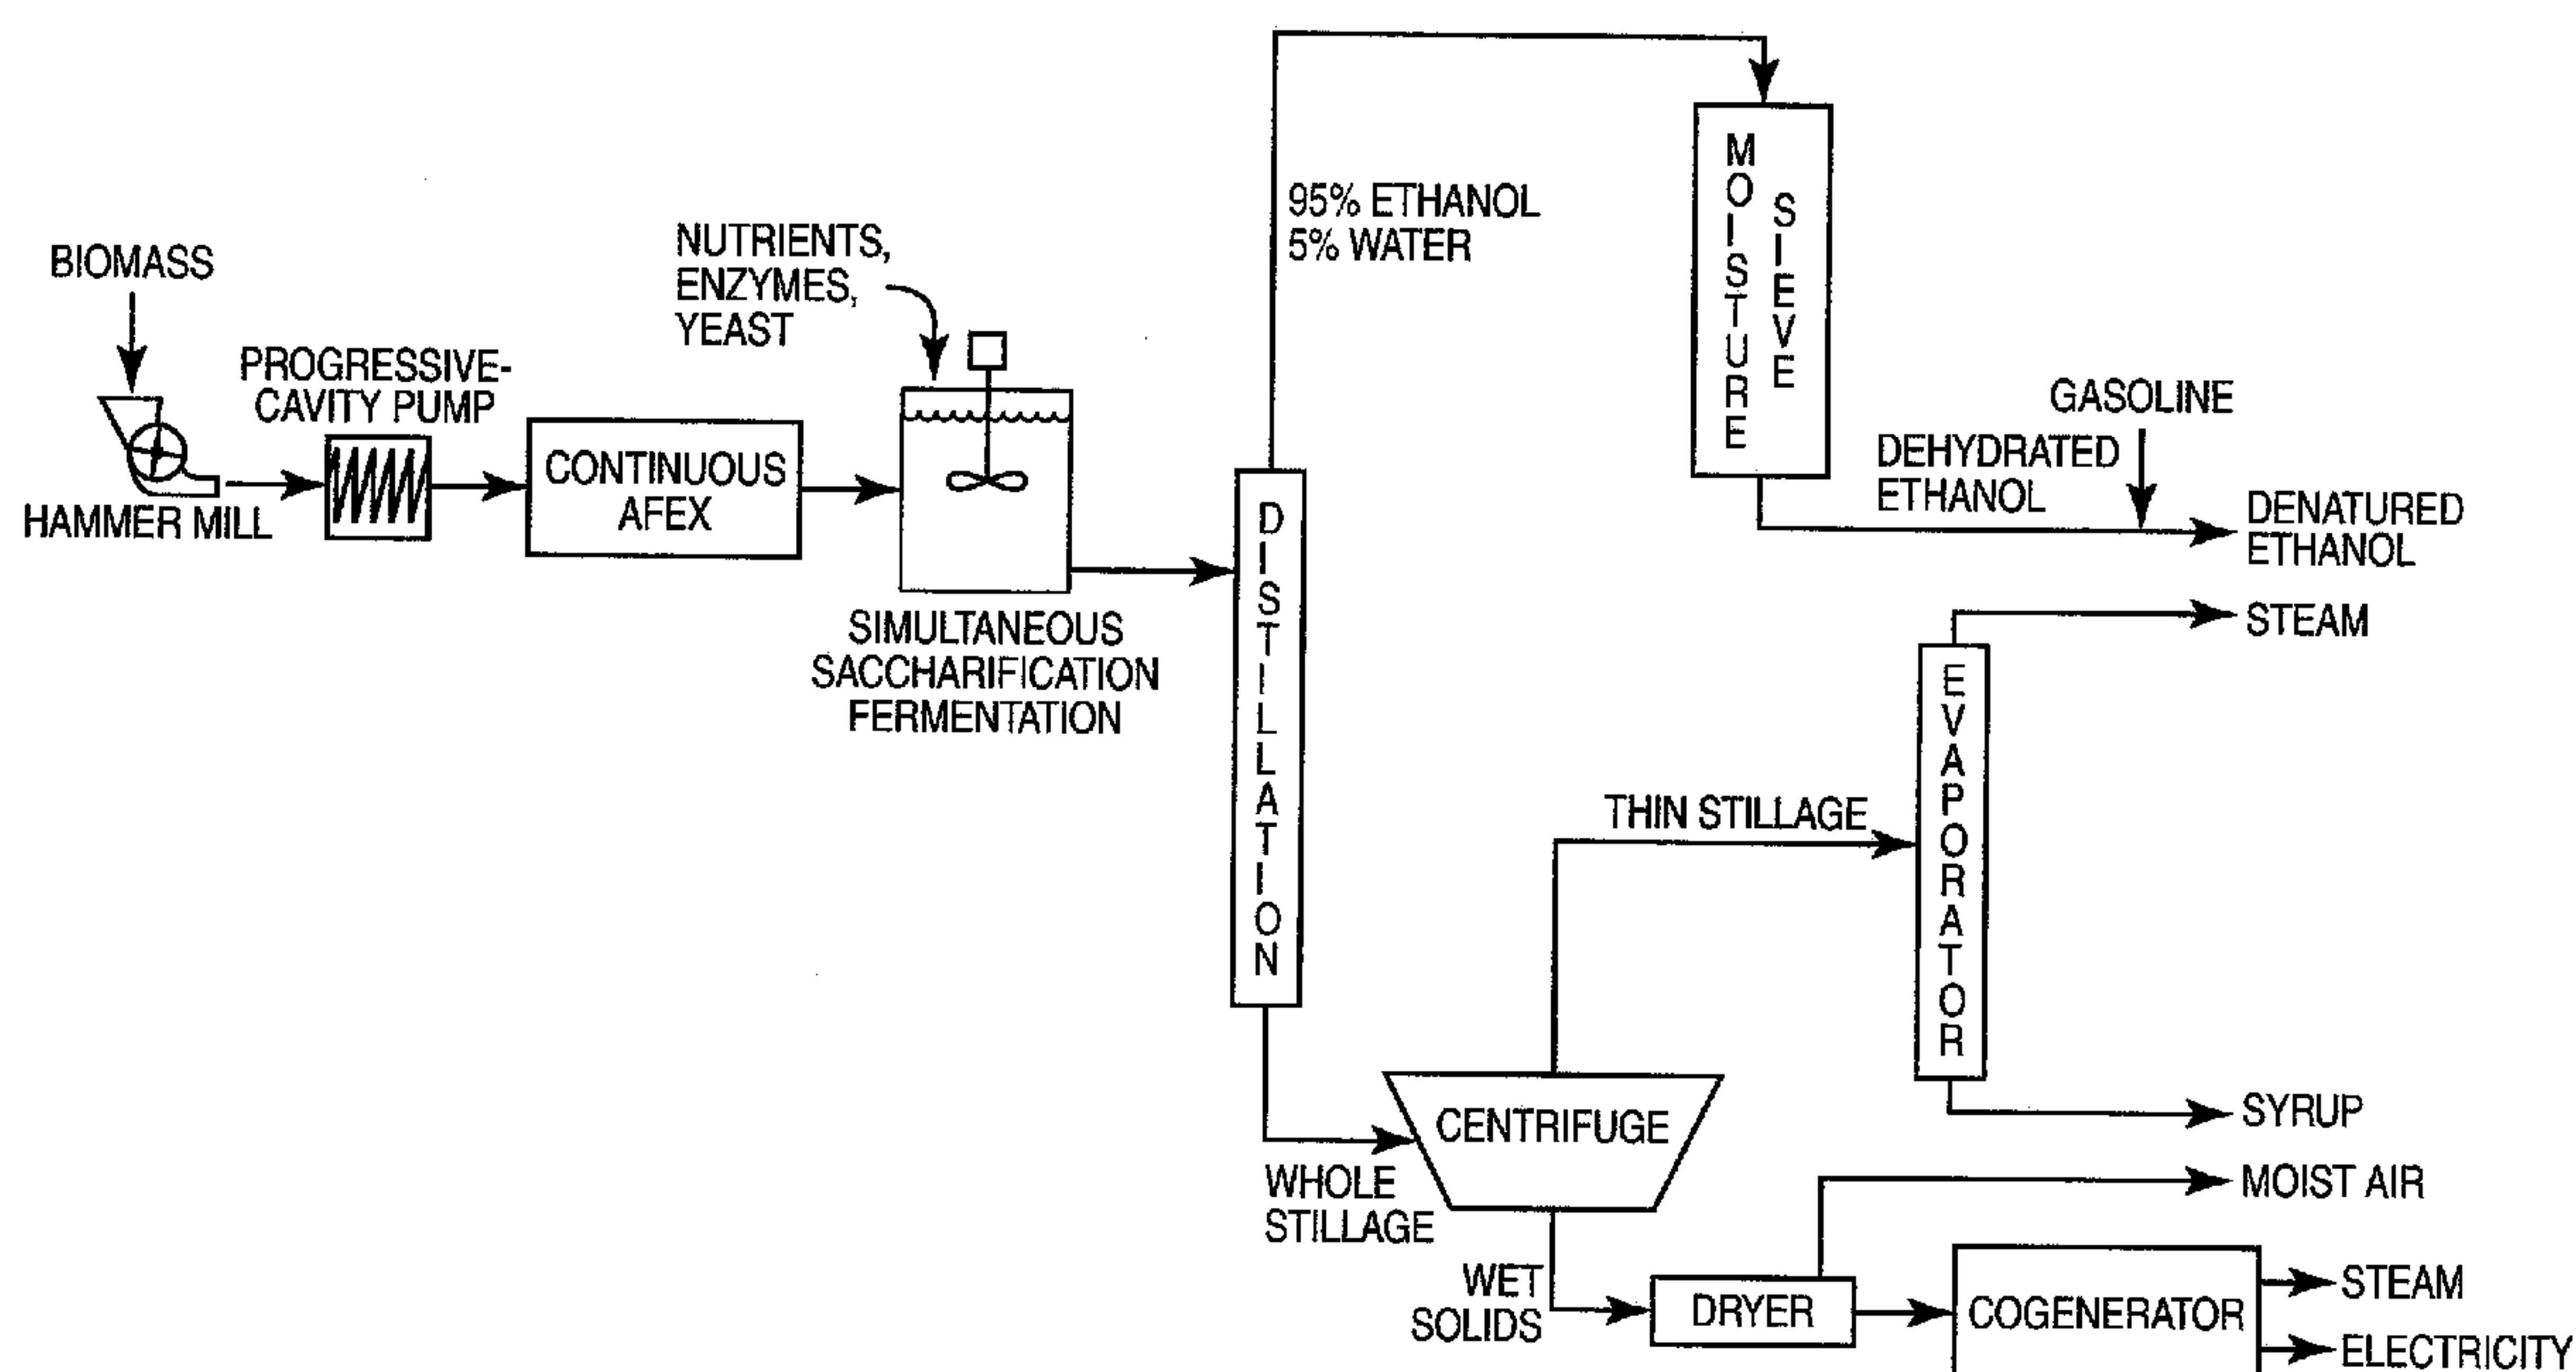 BIOMASS
HAMMER MILL
PROGRESSIVE-
CAVITY PUMP
CONTINUOUS
AFEX
NUTRIENTS,
ENZYMES,
YEAST
SIMULTANEOUS
SACCHARIFICATION
FERMENTATION
DISTILLATION
95% ETHANOL
5% WATER
MOISTURE
SIEVE
DEHYDRATED
ETHANOL
GASOLINE
DENATURED
ETHANOL
WHOLE
STILLAGE
CENTRIFUGE
THIN STILLAGE
EVAPORATOR
STEAM
SYRUP
WET
SOLIDS
DRYER
MOIST AIR
COGENERATOR
STEAM
ELECTRICITY